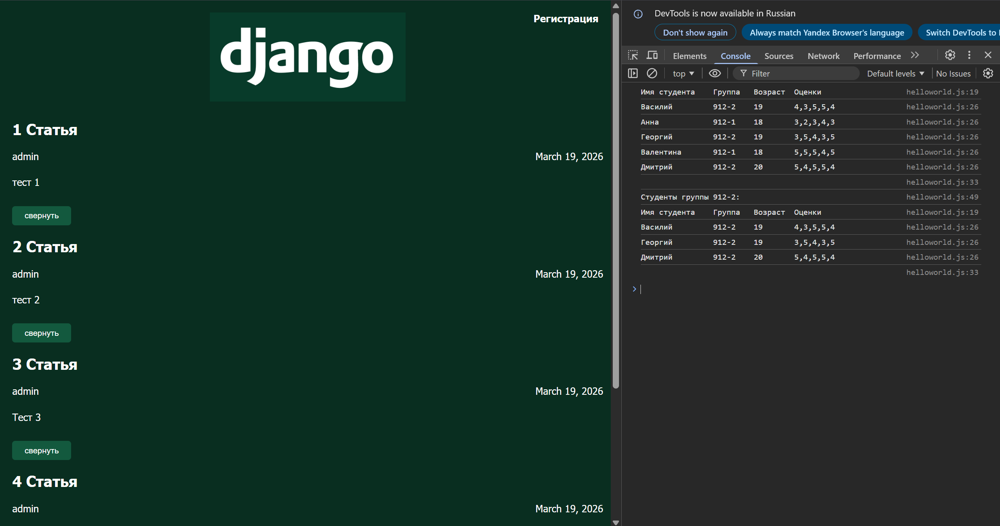 django
Регистрация
1 Статья
admin March 19, 2026
тест 1
свернуть
2 Статья
admin March 19, 2026
тест 2
свернуть
3 Статья
admin March 19, 2026
Тест 3
свернуть
4 Статья
admin March 19, 2026
DevTools is now available in Russian
Don't show again Always match Yandex Browser's language Switch DevTools to
Elements Console Sources Network Performance
top Filter Default levels No Issues
Имя студента Группа Возраст Оценки helloworld.js:19
Василий 912-2 19 4,3,5,5,4 helloworld.js:26
Анна 912-1 18 3,2,3,4,3 helloworld.js:26
Георгий 912-2 19 3,5,4,3,5 helloworld.js:26
Валентина 912-1 18 5,5,5,4,5 helloworld.js:26
Дмитрий 912-2 20 5,4,5,5,4 helloworld.js:26
helloworld.js:33
Студенты группы 912-2: helloworld.js:49
Имя студента Группа Возраст Оценки helloworld.js:19
Василий 912-2 19 4,3,5,5,4 helloworld.js:26
Георгий 912-2 19 3,5,4,3,5 helloworld.js:26
Дмитрий 912-2 20 5,4,5,5,4 helloworld.js:26
helloworld.js:33